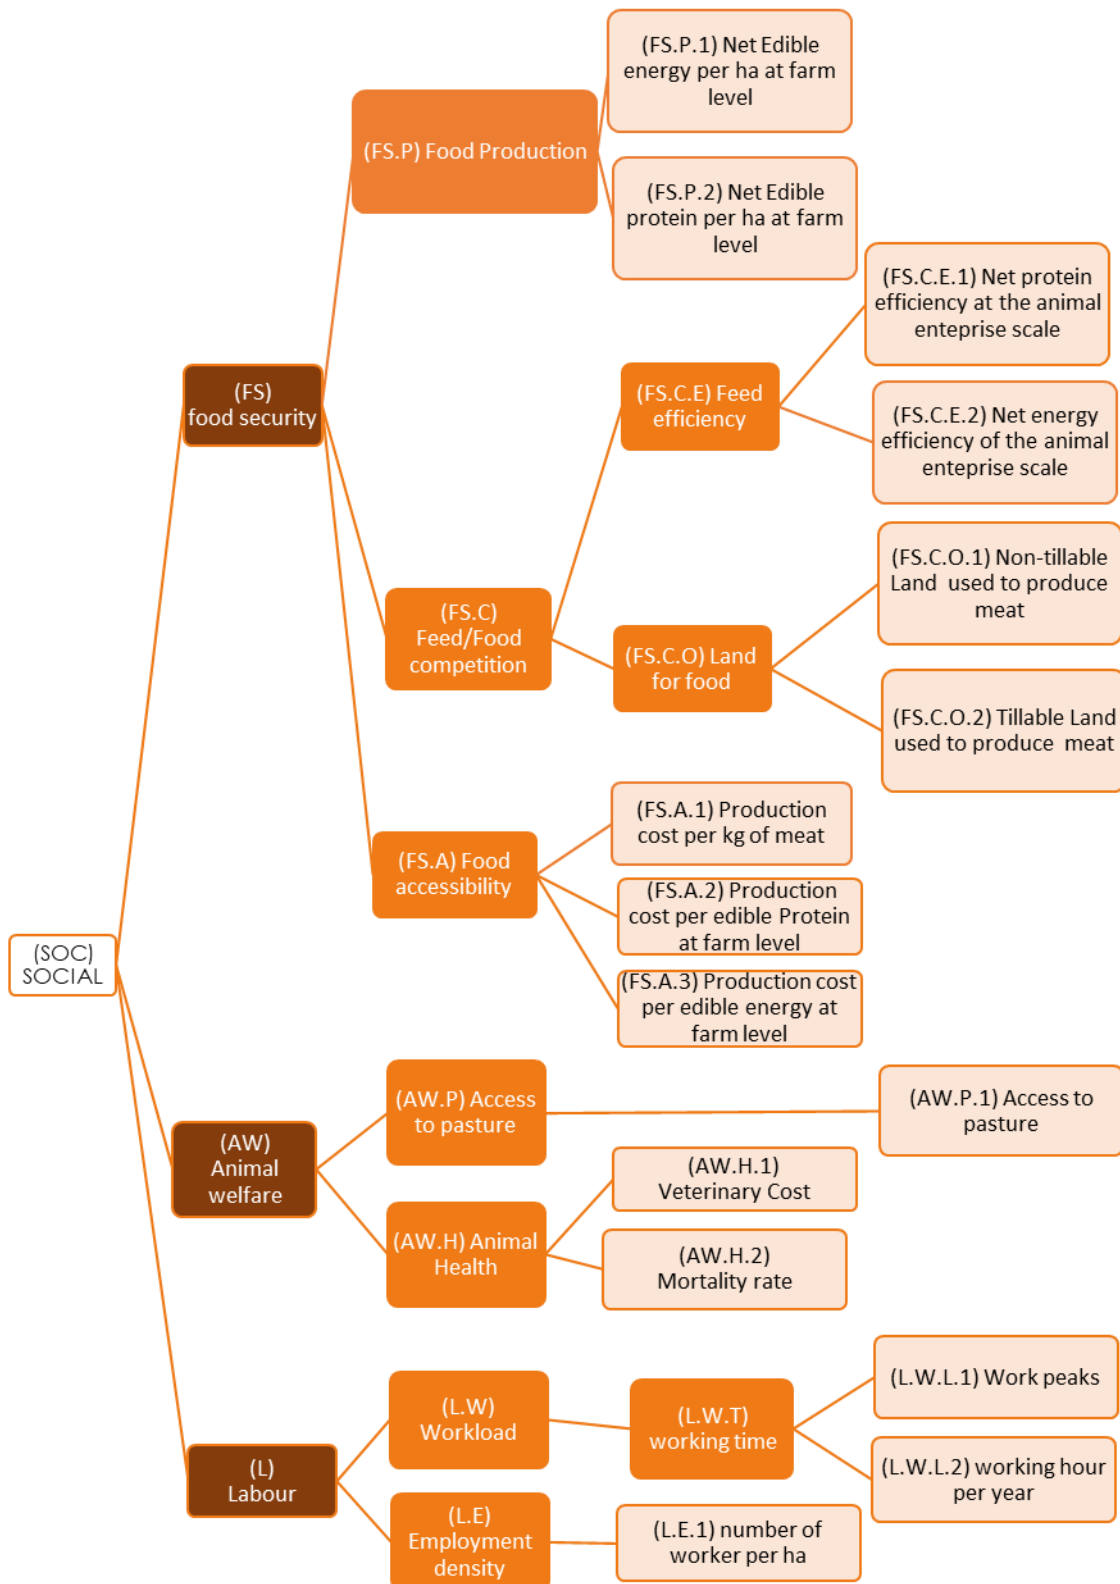 (SOC)
SOCIAL
(FS)
food security
(FS.P) Food Production
(FS.P.1) Net Edible
energy per ha at farm
level
(FS.P.2) Net Edible
protein per ha at farm
level
(FS.C)
Feed/Food
competition
(FS.C.E) Feed
efficiency
(FS.C.E.1) Net protein
efficiency at the animal
enteprise scale
(FS.C.E.2) Net energy
efficiency of the animal
enteprise scale
(FS.C.O) Land
for food
(FS.C.O.1) Non-tillable
Land used to produce
meat
(FS.C.O.2) Tillable Land
used to produce meat
(FS.A) Food
accessibility
(FS.A.1) Production
cost per kg of meat
(FS.A.2) Production
cost per edible Protein
at farm level
(FS.A.3) Production cost
per edible energy at
farm level
(AW)
Animal
welfare
(AW.P) Access
to pasture
(AW.P.1) Access to
pasture
(AW.H) Animal
Health
(AW.H.1)
Veterinary Cost
(AW.H.2)
Mortality rate
(L)
Labour
(L.W)
Workload
(L.W.T)
working time
(L.W.L.1) Work peaks
(L.W.L.2) working hour
per year
(L.E)
Employment
density
(L.E.1) number of
worker per ha